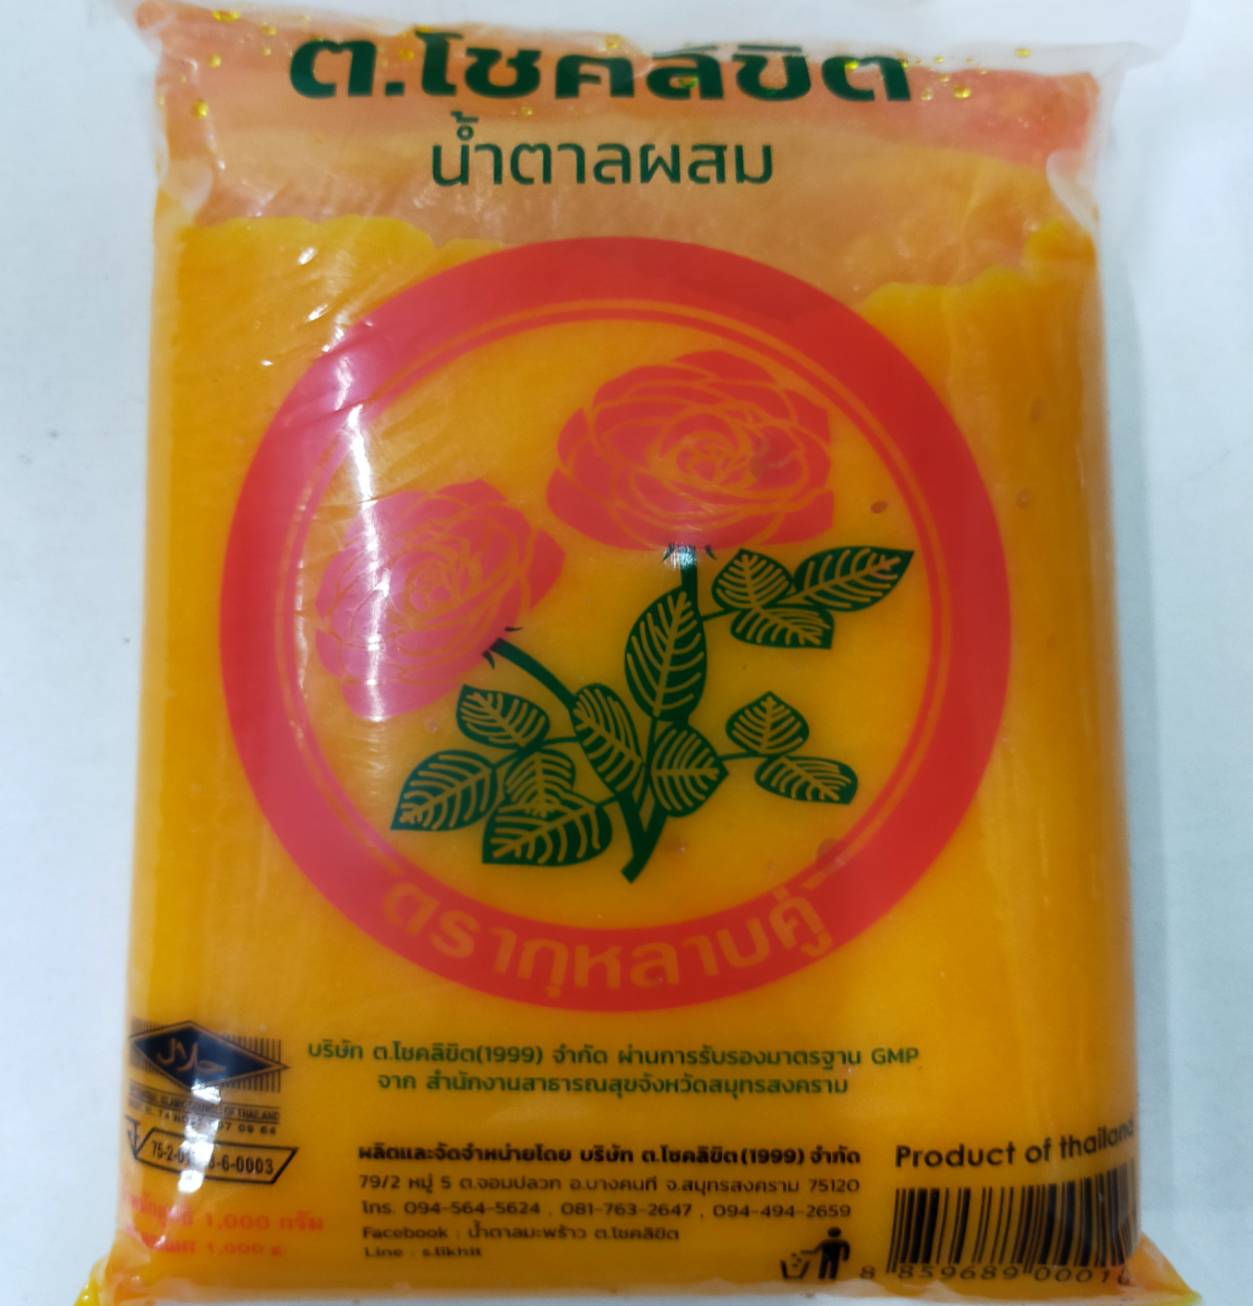 ต.โชคลิขิต
น้ำตาลผสม
ตรากุหลาบคู่
บริษัท ต.โชคลิขิต(1999) จำกัด ผ่านการรับรองมาตรฐาน GMP
จาก สำนักงานสาธารณสุขจังหวัดสมุทรสงคราม
حلال
OF THAILAND
6-0003
1,000 กรัม
1,000 g
ผลิตและจัดจำหน่ายโดย บริษัท ต.โชคลิขิต(1999) จำกัด
79/2 หมู่ 5 ต.จอมปลวก อ.บางคนที จ.สมุทรสงคราม 75120
โทร. 094-564-5624 , 081-763-2647 , 094-494-2659
Facebook : น้ำตาลมะพร้าว ต.โชคลิขิต
Line : s.likhit
Product of thailand
8 859689 0001